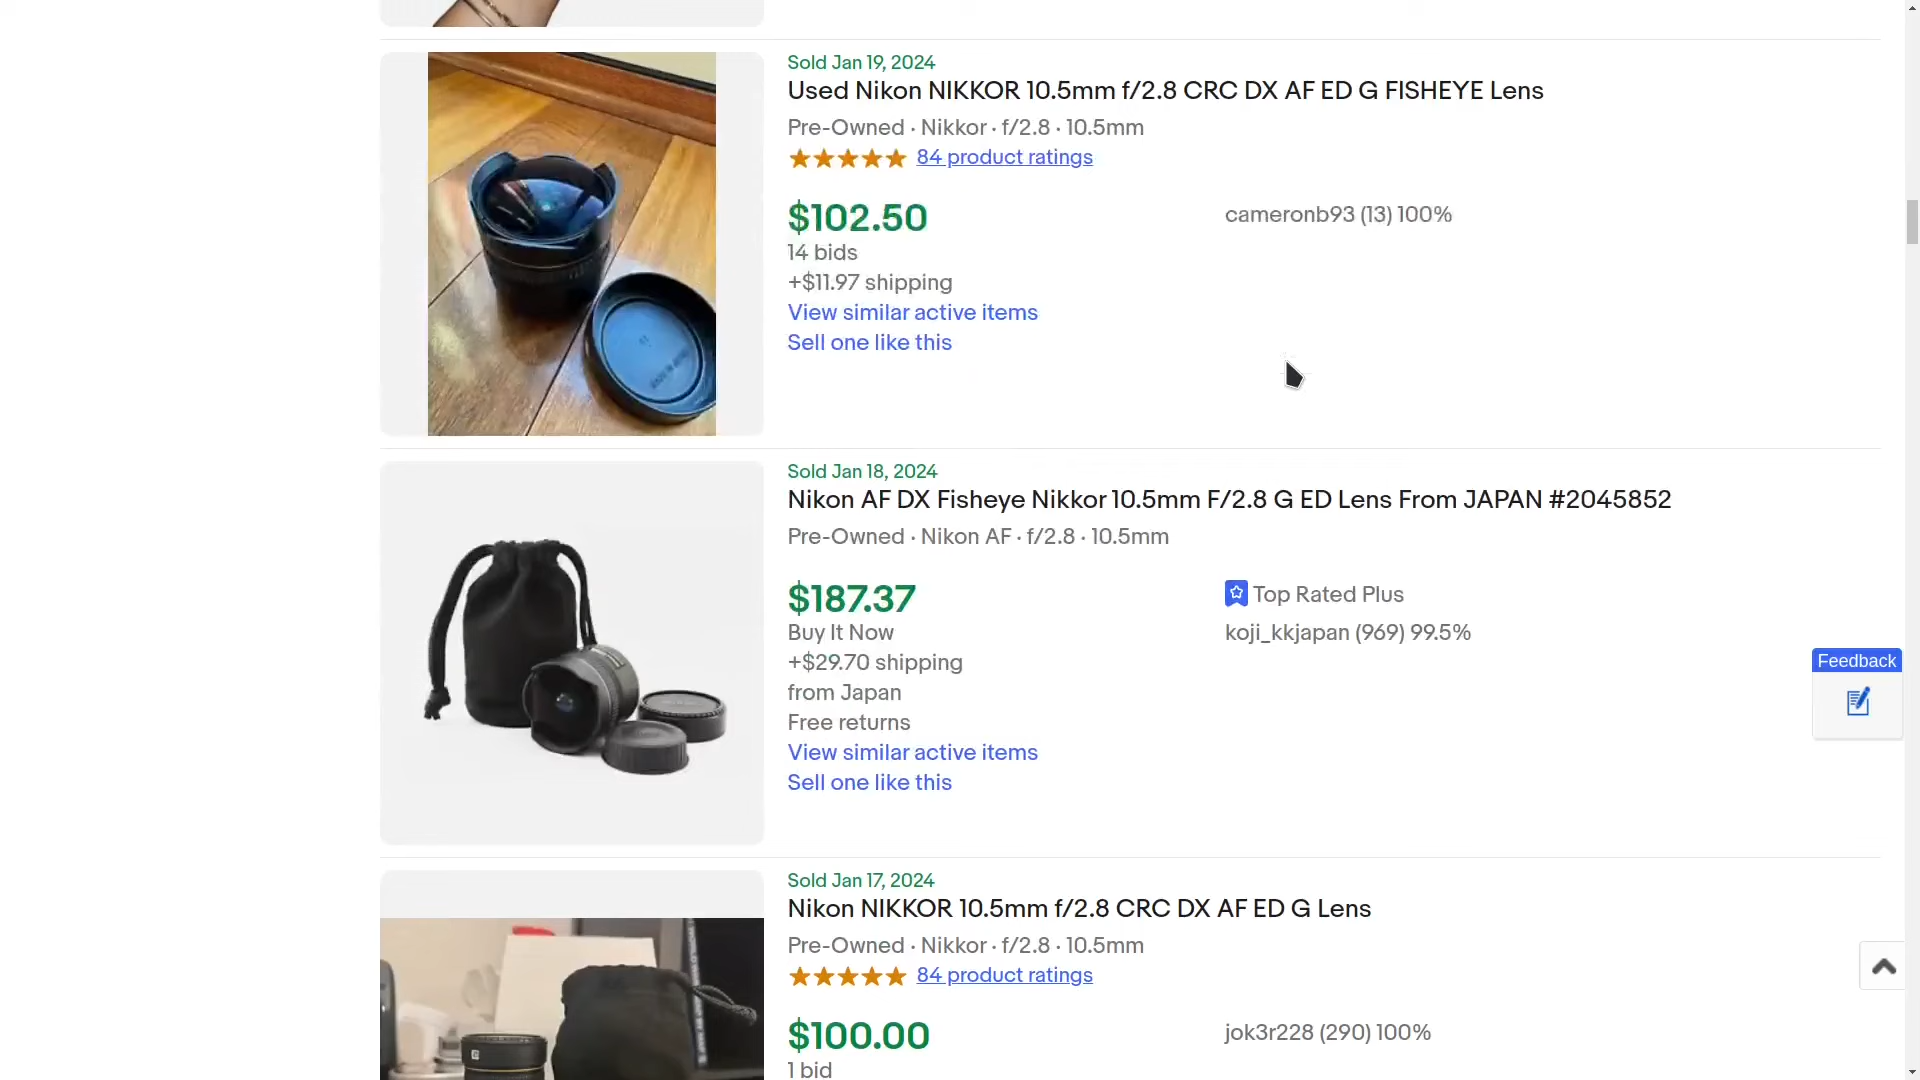 Sold Jan 19, 2024
Used Nikon NIKKOR 10.5mm f/2.8 CRC DX AF ED G FISHEYE Lens
Pre-Owned · Nikkor · f/2.8 · 10.5mm
84 product ratings
$102.50
cameronb93 (13) 100%
14 bids
+$11.97 shipping
View similar active items
Sell one like this
Sold Jan 18, 2024
Nikon AF DX Fisheye Nikkor 10.5mm F/2.8 G ED Lens From JAPAN #2045852
Pre-Owned · Nikon AF · f/2.8 · 10.5mm
$187.37
Top Rated Plus
Buy It Now
koji_kkjapan (969) 99.5%
+$29.70 shipping
from Japan
Free returns
View similar active items
Sell one like this
Feedback
Sold Jan 17, 2024
Nikon NIKKOR 10.5mm f/2.8 CRC DX AF ED G Lens
Pre-Owned · Nikkor · f/2.8 · 10.5mm
84 product ratings
$100.00
jok3r228 (290) 100%
1 bid